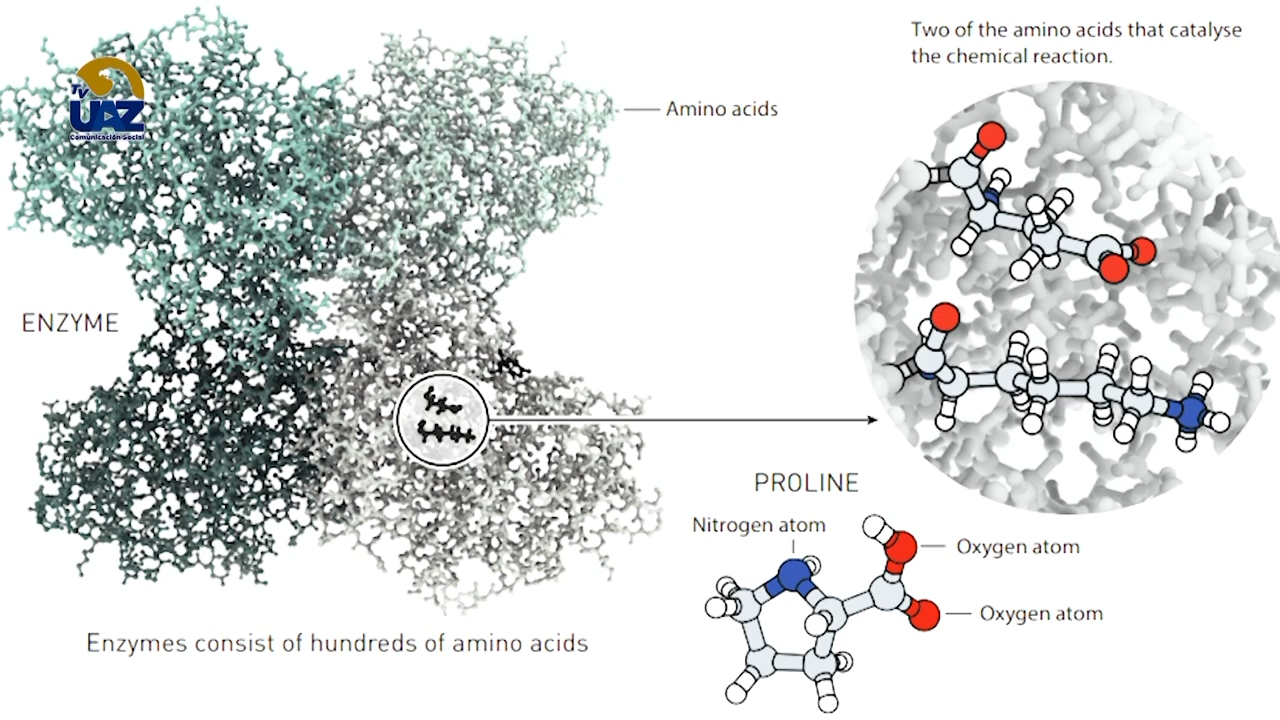 Two of the amino acids that catalyse
the chemical reaction.
TV
UAZ
Comunicación Social
Amino acids
ENZYME
PROLINE
Nitrogen atom
Oxygen atom
Oxygen atom
Enzymes consist of hundreds of amino acids